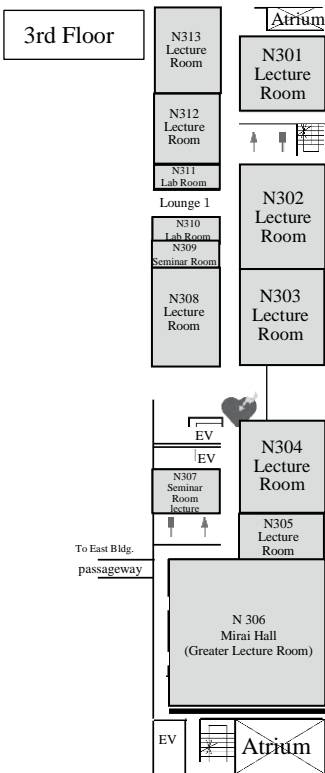 3rd Floor
N313
Lecture
Room
Atrium
N301
Lecture
Room
N312
Lecture
Room
N311
Lab Room
Lounge 1
N302
Lecture
Room
N310
Lab Room
N309
Seminar Room
N308
Lecture
Room
N303
Lecture
Room
EV
EV
N304
Lecture
Room
N307
Seminar
Room
lecture
N305
Lecture
Room
To East Bldg.
passageway
N 306
Mirai Hall
(Greater Lecture Room)
EV
Atrium